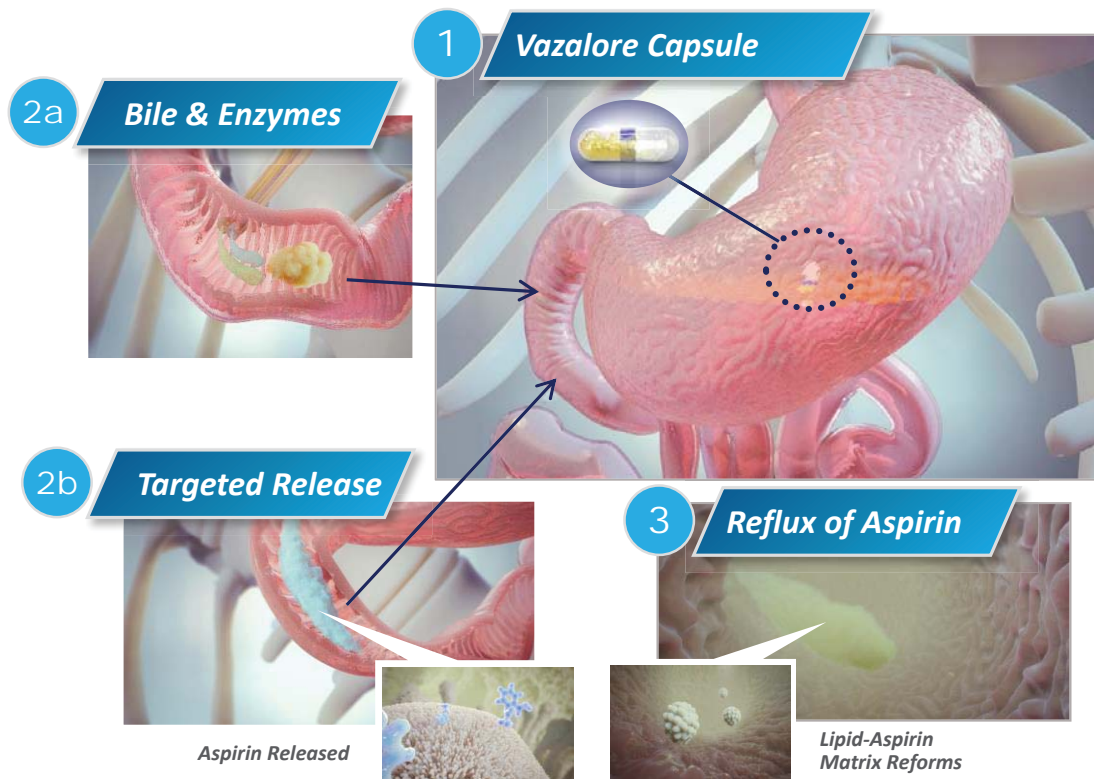 1
Vazalore Capsule
2a
Bile & Enzymes
2b
Targeted Release
Aspirin Released
3
Reflux of Aspirin
Lipid-Aspirin
Matrix Reforms